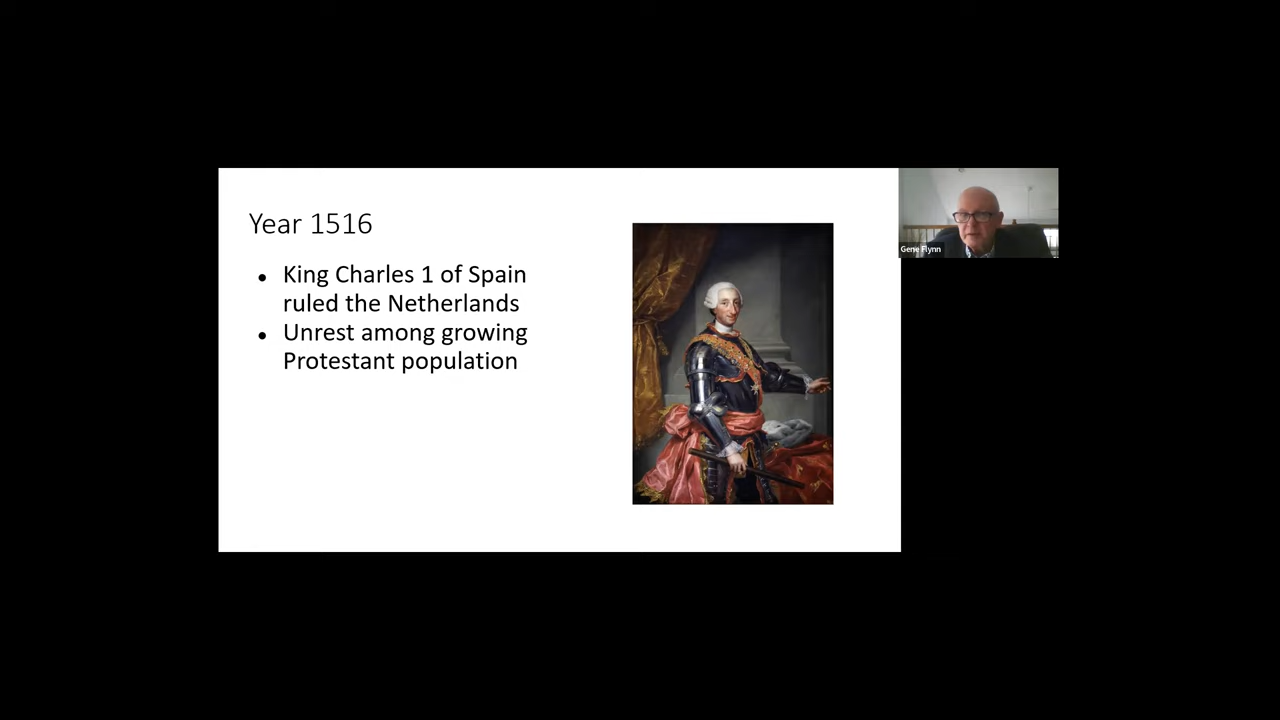 Year 1516
• King Charles 1 of Spain
ruled the Netherlands
• Unrest among growing
Protestant population
Gene Flynn